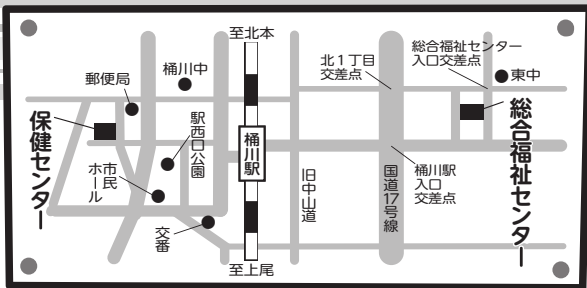 至北本
北1丁目
交差点
総合福祉センター
入口交差点
東中
桶川中
郵便局
保健センター
駅西口公園
桶川駅
総合福祉センター
市民
ホール
旧中山道
国道17号線
桶川駅
入口
交差点
交番
至上尾